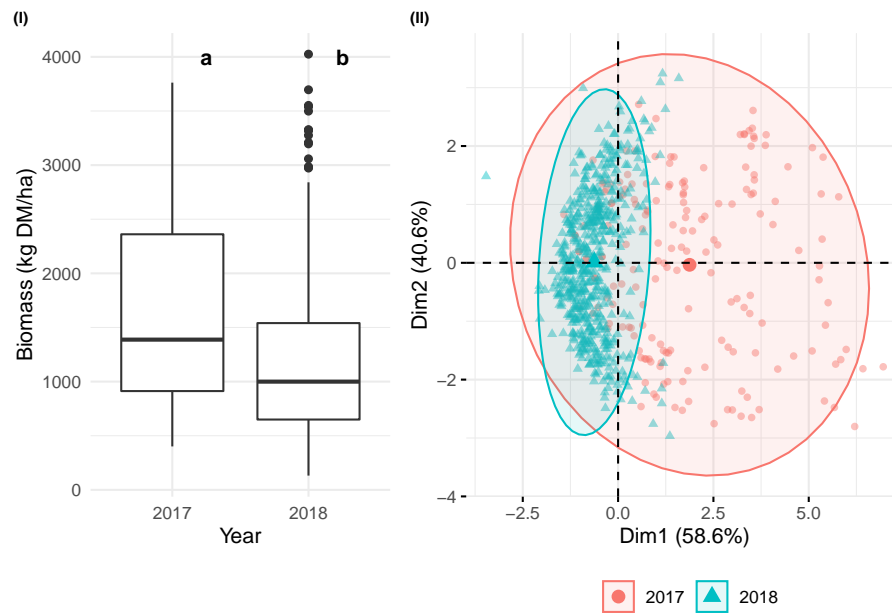 (I)
a
b
4000
3000
2000
1000
0
Biomass (kg DM/ha)
2017
2018
Year
(II)
2
0
−2
−4
Dim2 (40.6%)
−2.5
0.0
2.5
5.0
Dim1 (58.6%)
2017
2018